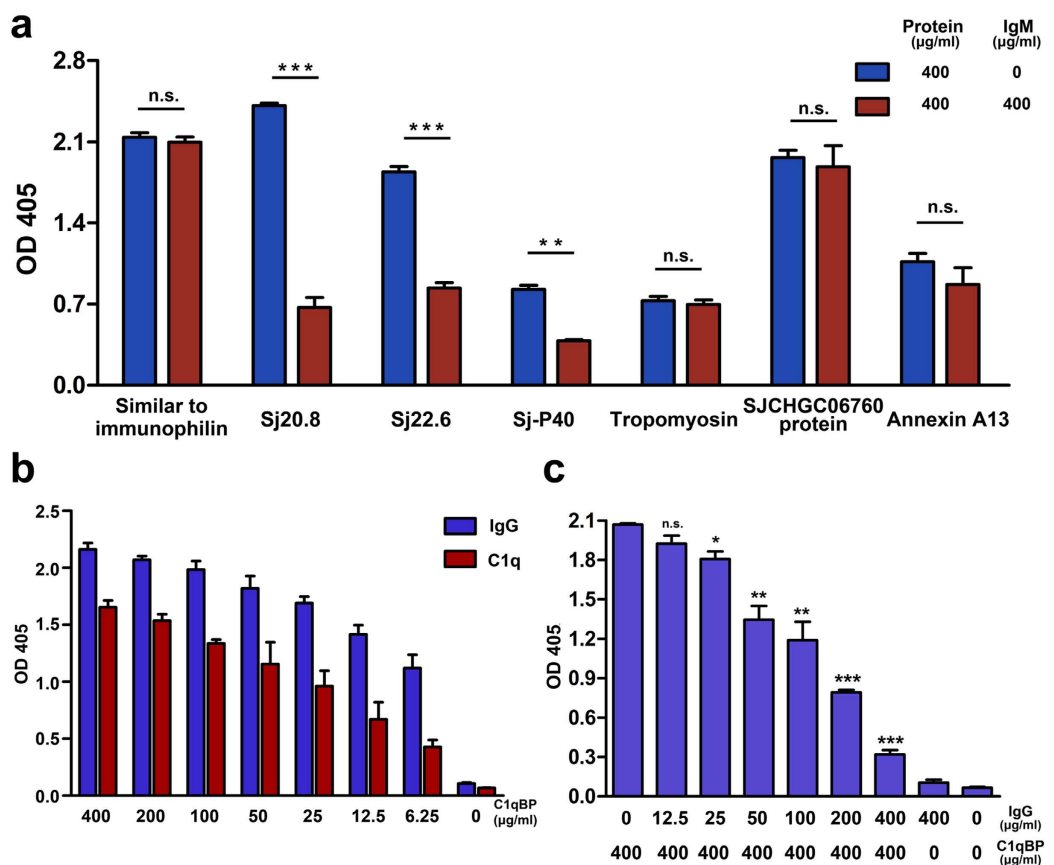 a
Protein IgM
(µg/ml) (µg/ml)
400 0
400 400
2.8
2.1
1.4
0.7
0.0
OD 405
n.s.
***
***
**
n.s.
n.s.
n.s.
Similar to
immunophilin
Sj20.8
Sj22.6
Sj-P40
Tropomyosin
SJCHGC06760
protein
Annexin A13
b
2.5
2.0
1.5
1.0
0.5
0.0
OD 405
IgG
C1q
400 200 100 50 25 12.5 6.25 0
C1qBP
(µg/ml)
c
2.1
1.8
1.5
1.2
0.9
0.6
0.3
0.0
OD 405
n.s.
*
**
**
***
***
0 12.5 25 50 100 200 400 400 0 IgG
(µg/ml)
400 400 400 400 400 400 400 0 0 C1qBP
(µg/ml)